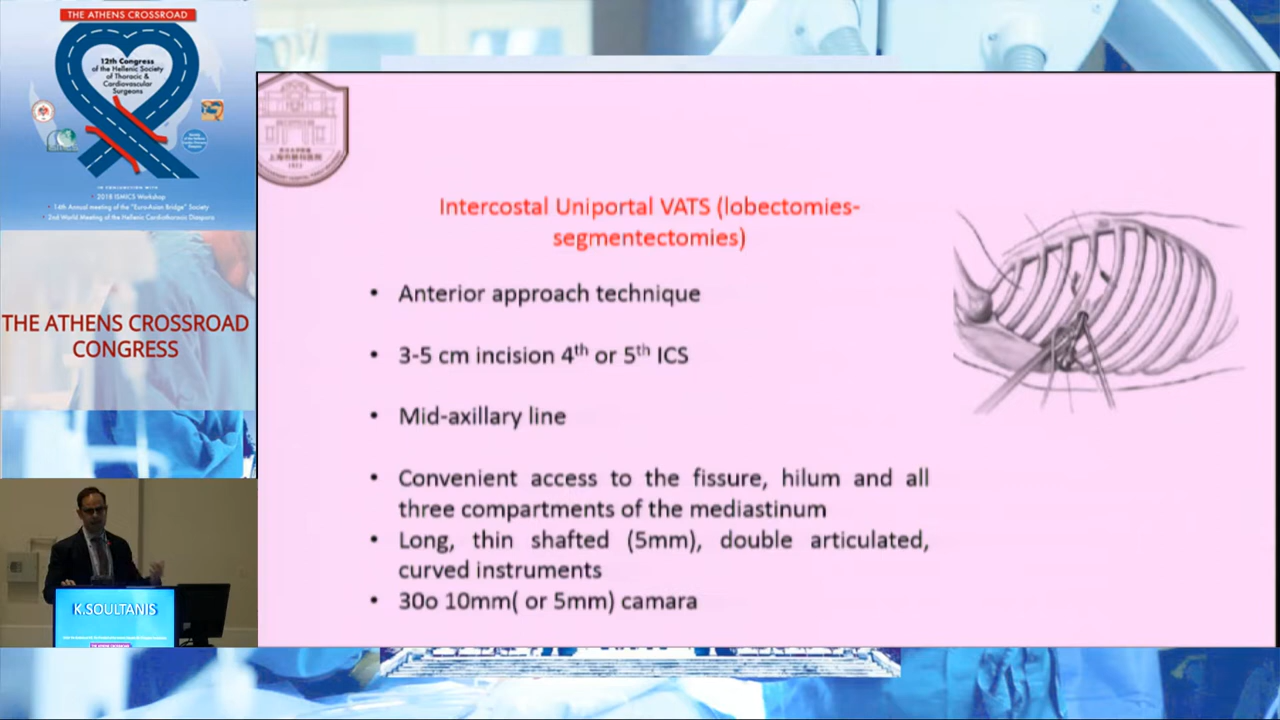 THE ATHENS CROSSROAD
12th Congress
of the Hellenic Society
of Thoracic &
Cardiovascular
Surgeons
IN CONJUNCTION WITH
• 2018 ISMICS Workshop
• 14th Annual meeting of the "Euro-Asian Bridge" Society
• 2nd World Meeting of the Hellenic Cardiothoracic Diaspora
THE ATHENS CROSSROAD
CONGRESS
K.SOULTANIS
1933
Intercostal Uniportal VATS (lobectomies-
segmentectomies)
• Anterior approach technique
• 3-5 cm incision 4th or 5th ICS
• Mid-axillary line
• Convenient access to the fissure, hilum and all
three compartments of the mediastinum
• Long, thin shafted (5mm), double articulated,
curved instruments
• 30o 10mm( or 5mm) camara